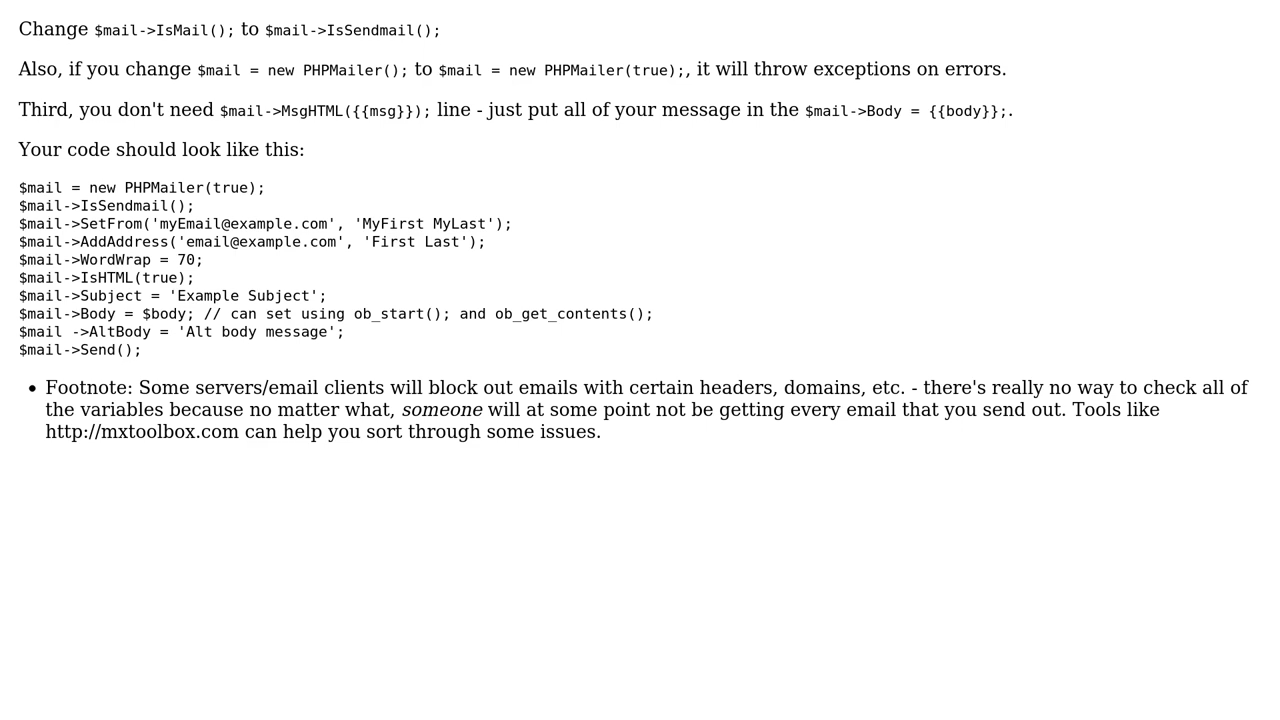 Change $mail->IsMail(); to $mail->IsSendmail();
Also, if you change $mail = new PHPMailer(); to $mail = new PHPMailer(true);, it will throw exceptions on errors.
Third, you don't need $mail->MsgHTML({{msg}}); line - just put all of your message in the $mail->Body = {{body}};.
Your code should look like this:
$mail = new PHPMailer(true);
$mail->IsSendmail();
$mail->SetFrom('myEmail@example.com', 'MyFirst MyLast');
$mail->AddAddress('email@example.com', 'First Last');
$mail->WordWrap = 70;
$mail->IsHTML(true);
$mail->Subject = 'Example Subject';
$mail->Body = $body; // can set using ob_start(); and ob_get_contents();
$mail ->AltBody = 'Alt body message';
$mail->Send();
• Footnote: Some servers/email clients will block out emails with certain headers, domains, etc. - there's really no way to check all of
the variables because no matter what, someone will at some point not be getting every email that you send out. Tools like
http://mxtoolbox.com can help you sort through some issues.